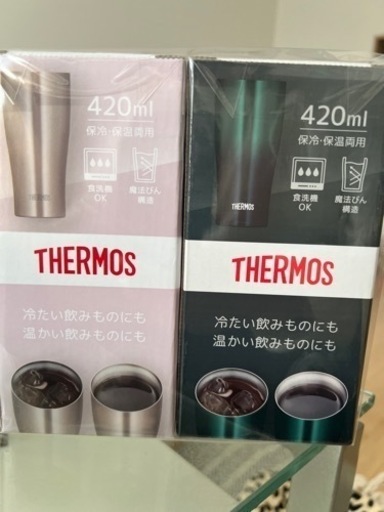 420ml
保冷・保温両用
食洗機
OK
魔法びん
構造
THERMOS
冷たい飲みものにも
温かい飲みものにも
THERMOS
420ml
保冷・保温両用
食洗機
OK
魔法びん
構造
THERMOS
冷たい飲みものにも
温かい飲みものにも